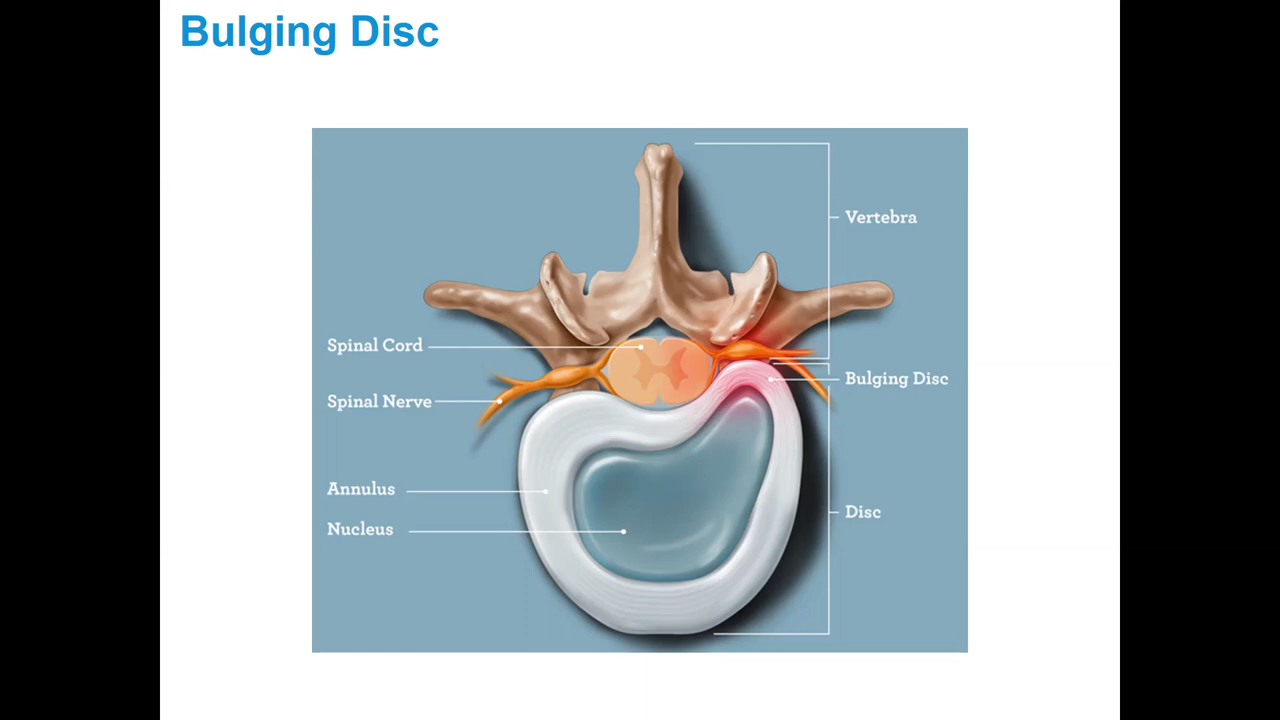 Bulging Disc
Vertebra
Spinal Cord
Bulging Disc
Spinal Nerve
Annulus
Disc
Nucleus